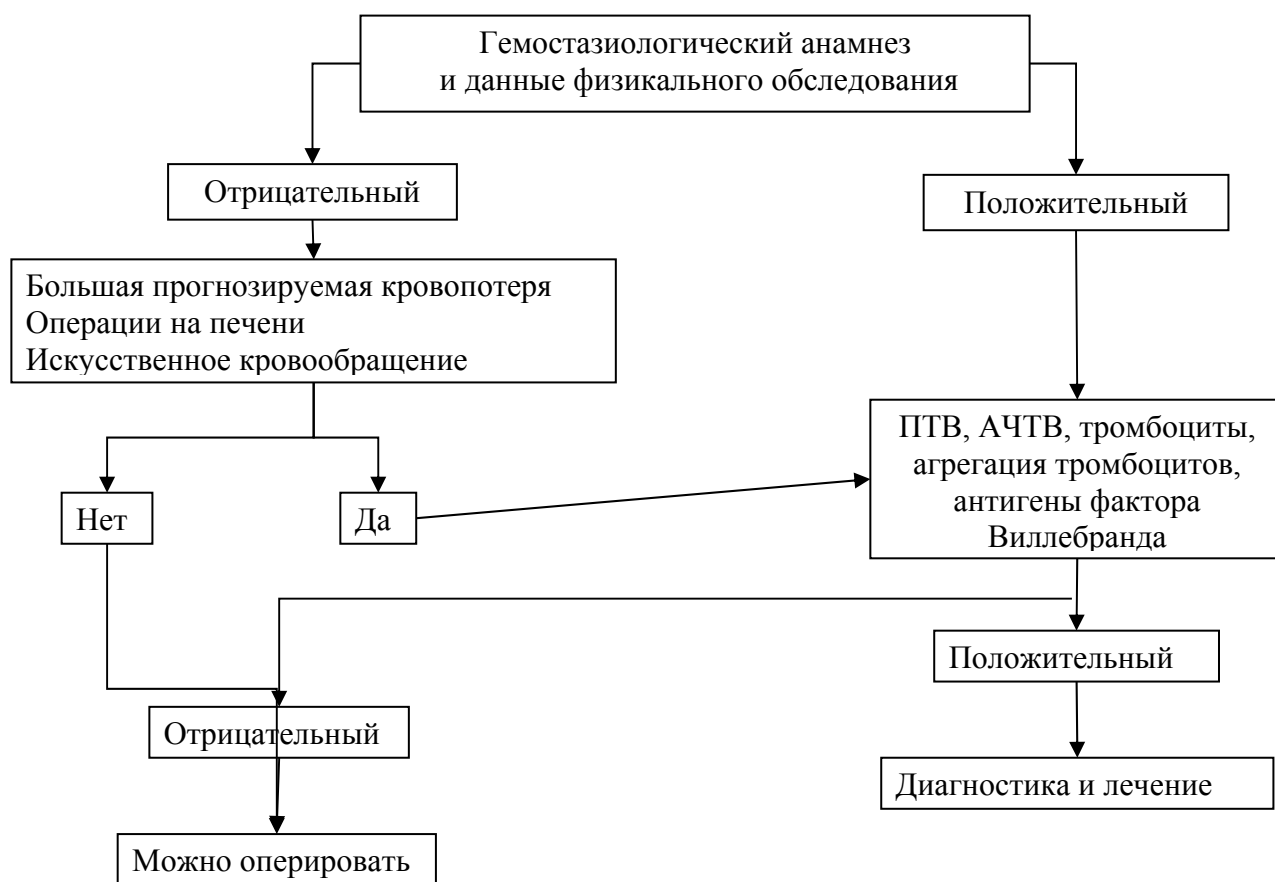 Гемостазиологический анамнез
и данные физикального обследования
Отрицательный
Положительный
Большая прогнозируемая кровопотеря
Операции на печени
Искусственное кровообращение
ПТВ, АЧТВ, тромбоциты,
агрегация тромбоцитов,
антигены фактора
Виллебранда
Нет
Да
Положительный
Отрицательный
Диагностика и лечение
Можно оперировать